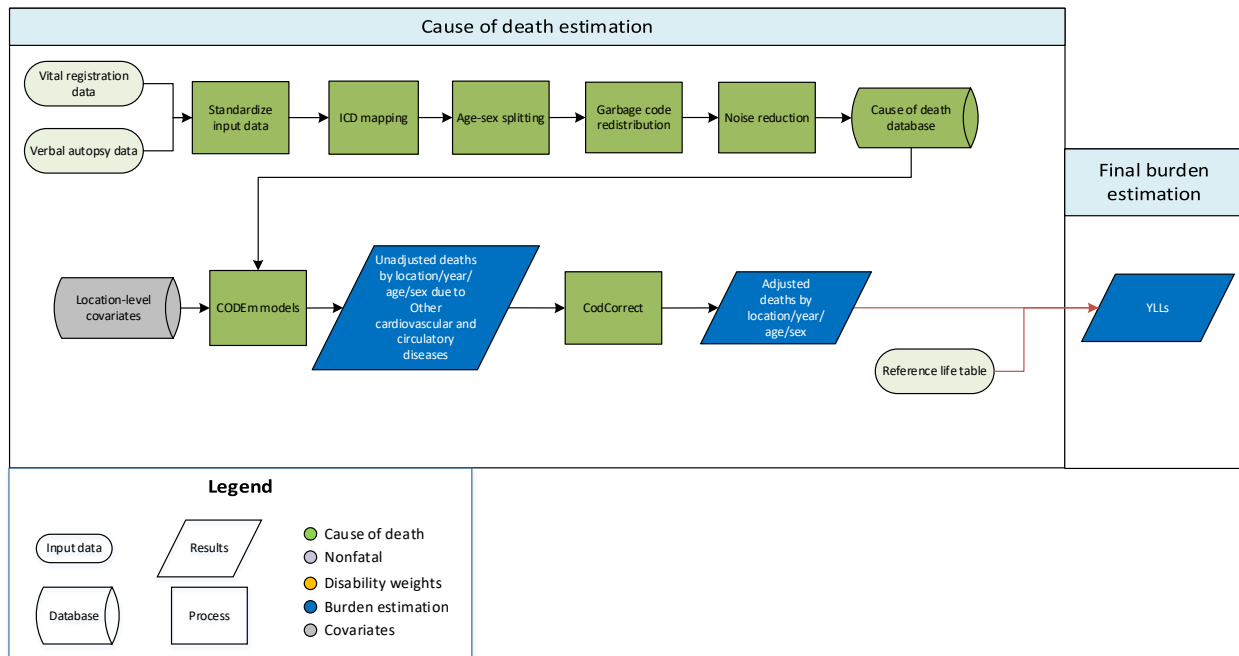 Cause of death estimation
Vital registration
data
Verbal autopsy data
Standardize
input data
ICD mapping
Age-sex splitting
Garbage code
redistribution
Noise reduction
Cause of death
database
Final burden
estimation
Location-level
covariates
CODEm models
Unadjusted deaths
by location/year/
age/sex due to
Other
cardiovascular and
circulatory
diseases
CodCorrect
Adjusted
deaths by
location/year/
age/sex
Reference life table
YLLs
Legend
Input data
Results
Database
Process
Cause of death
Nonfatal
Disability weights
Burden estimation
Covariates